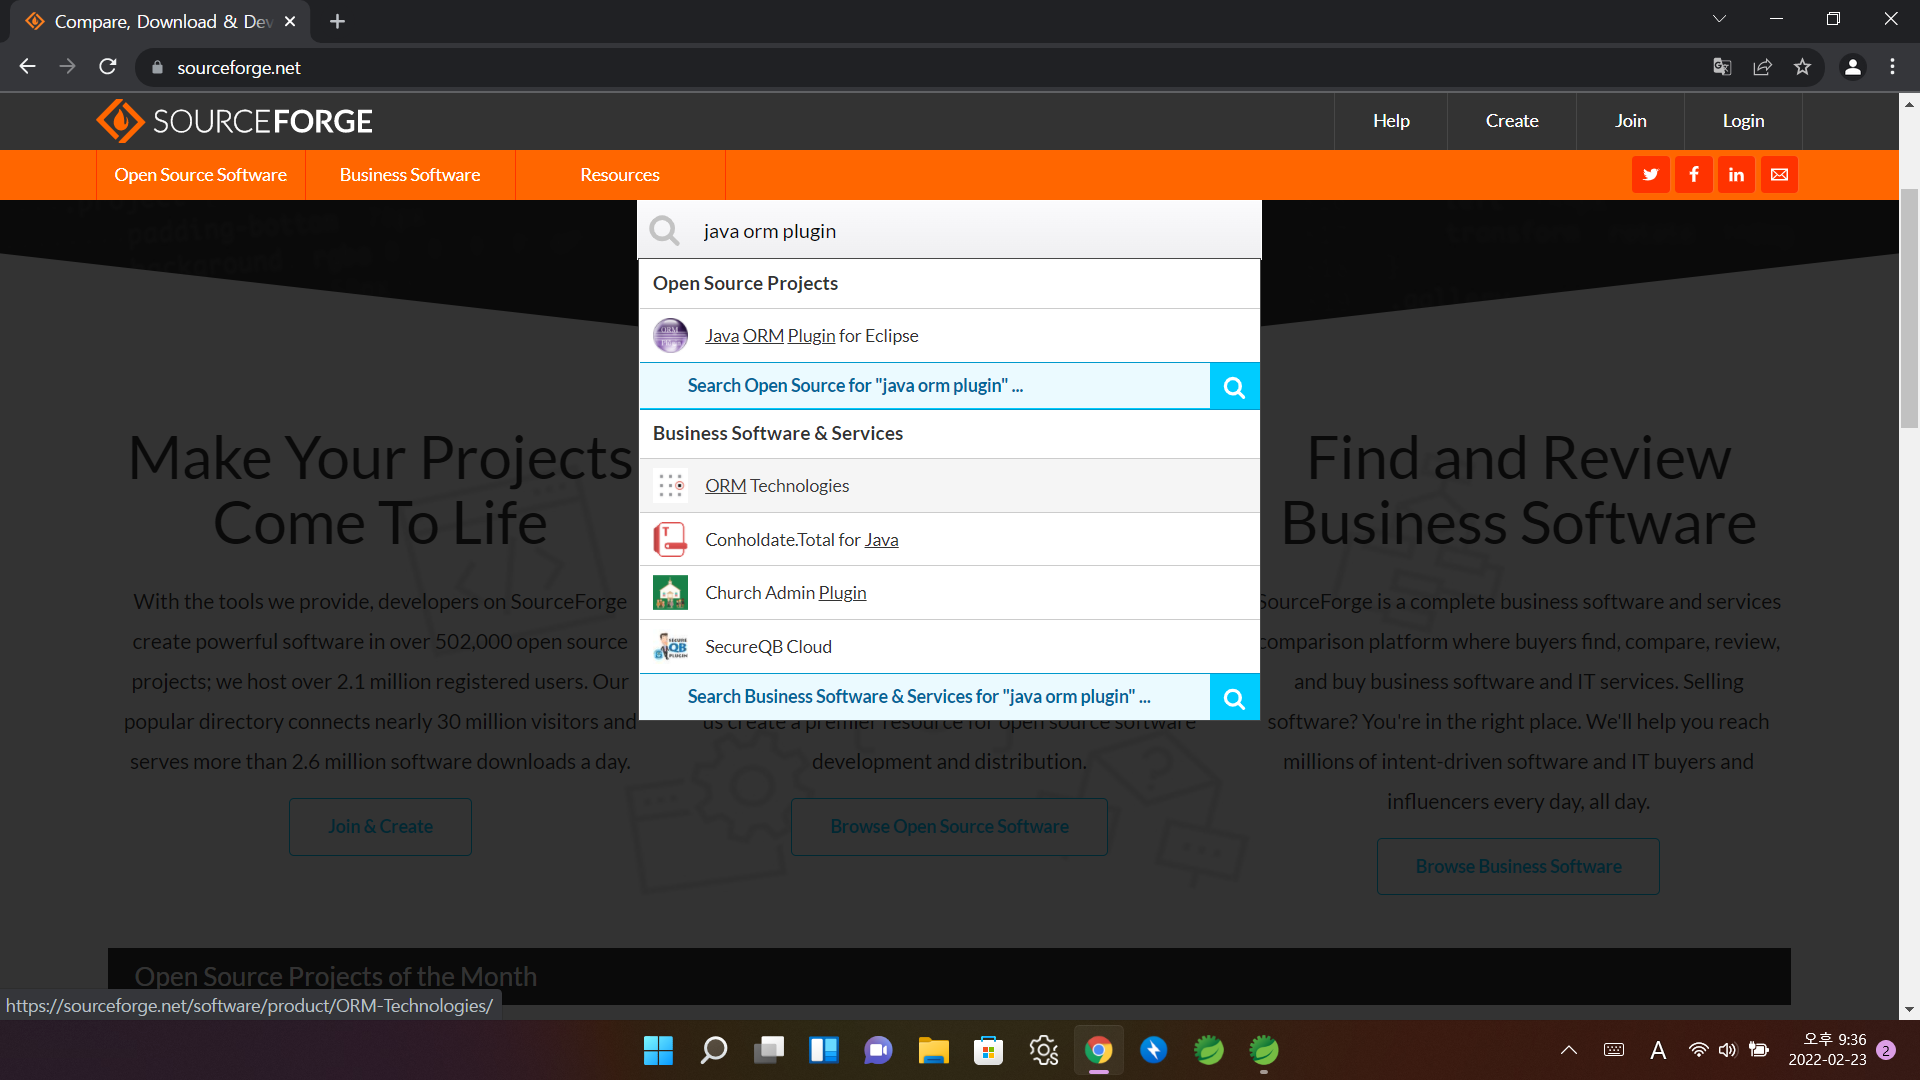 Compare, Download & Dev
sourceforge.net
SOURCEFORGE
Help
Create
Join
Login
Open Source Software
Business Software
Resources
java orm plugin
Open Source Projects
Java ORM Plugin for Eclipse
Search Open Source for "java orm plugin" ...
Business Software & Services
ORM Technologies
Conholdate.Total for Java
Church Admin Plugin
SecureQB Cloud
Search Business Software & Services for "java orm plugin" ...
Make Your Projects
Come To Life
With the tools we provide, developers on SourceForge
create powerful software in over 502,000 open source
projects; we host over 2.1 million registered users. Our
popular directory connects nearly 30 million visitors and
serves more than 2.6 million software downloads a day.
Join & Create
us create a premier resource for open source software
development and distribution.
Browse Open Source Software
Find and Review
Business Software
SourceForge is a complete business software and services
comparison platform where buyers find, compare, review,
and buy business software and IT services. Selling
software? You're in the right place. We'll help you reach
millions of intent-driven software and IT buyers and
influencers every day, all day.
Browse Business Software
Open Source Projects of the Month
https://sourceforge.net/software/product/ORM-Technologies/
A
오후 9:36
2022-02-23
2